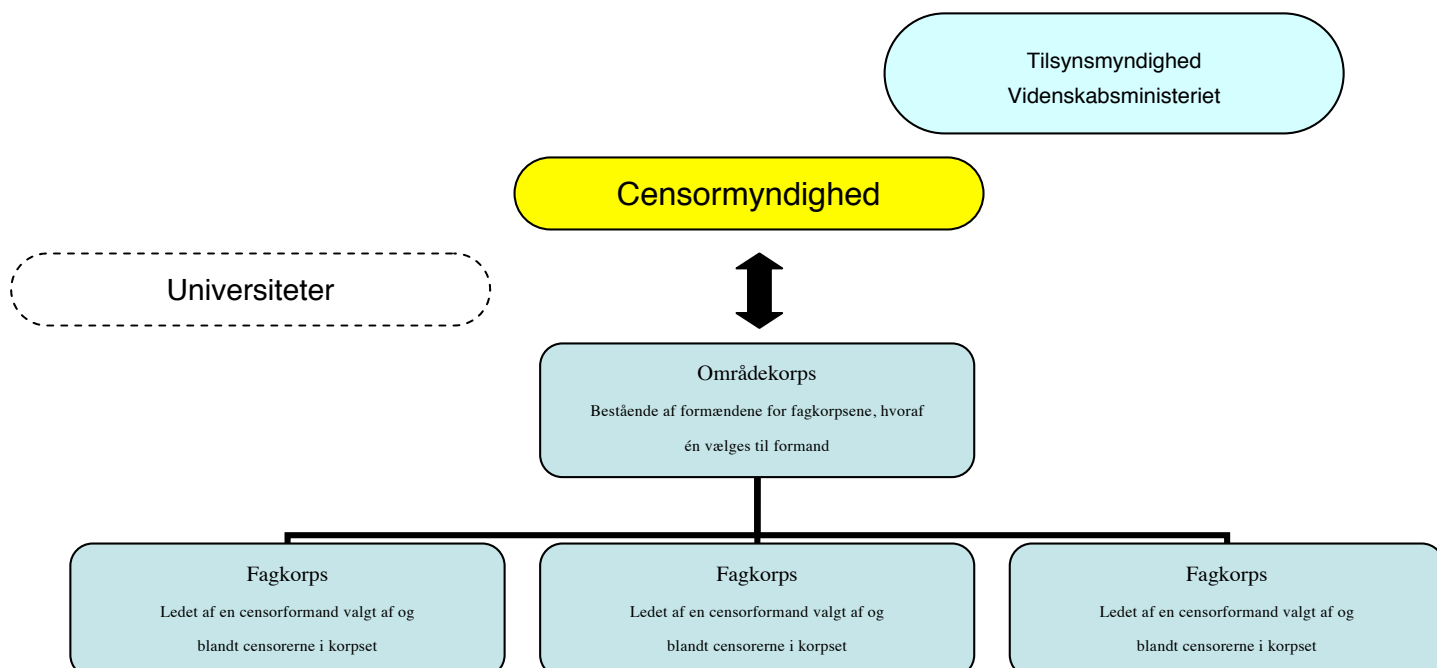 Tilsynsmyndighed
Videnskabsministeriet
Censormyndighed
Universiteter
Områdekorps
Bestående af formændene for fagkorpsene, hvoraf
én vælges til formand
Fagkorps
Ledet af en censorformand valgt af og
blandt censorerne i korpset
Fagkorps
Ledet af en censorformand valgt af og
blandt censorerne i korpset
Fagkorps
Ledet af en censorformand valgt af og
blandt censorerne i korpset